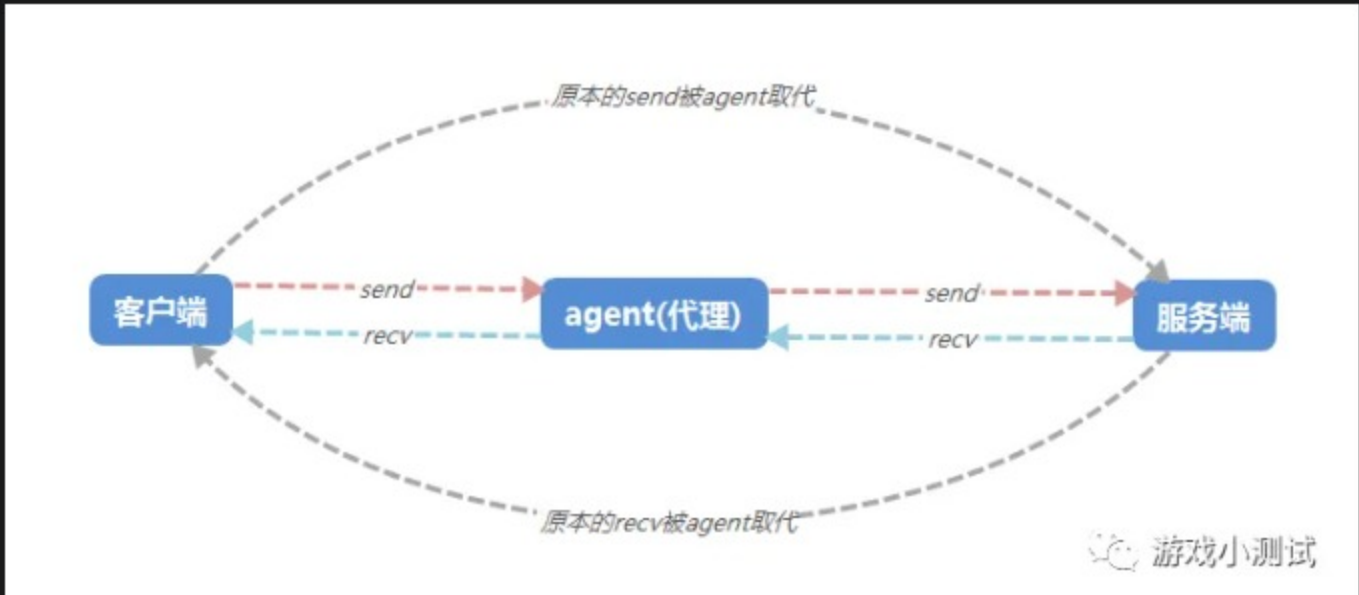 原本的send被agent取代
send
send
客户端
agent(代理)
服务端
recv
recv
原本的recv被agent取代
游戏小测试